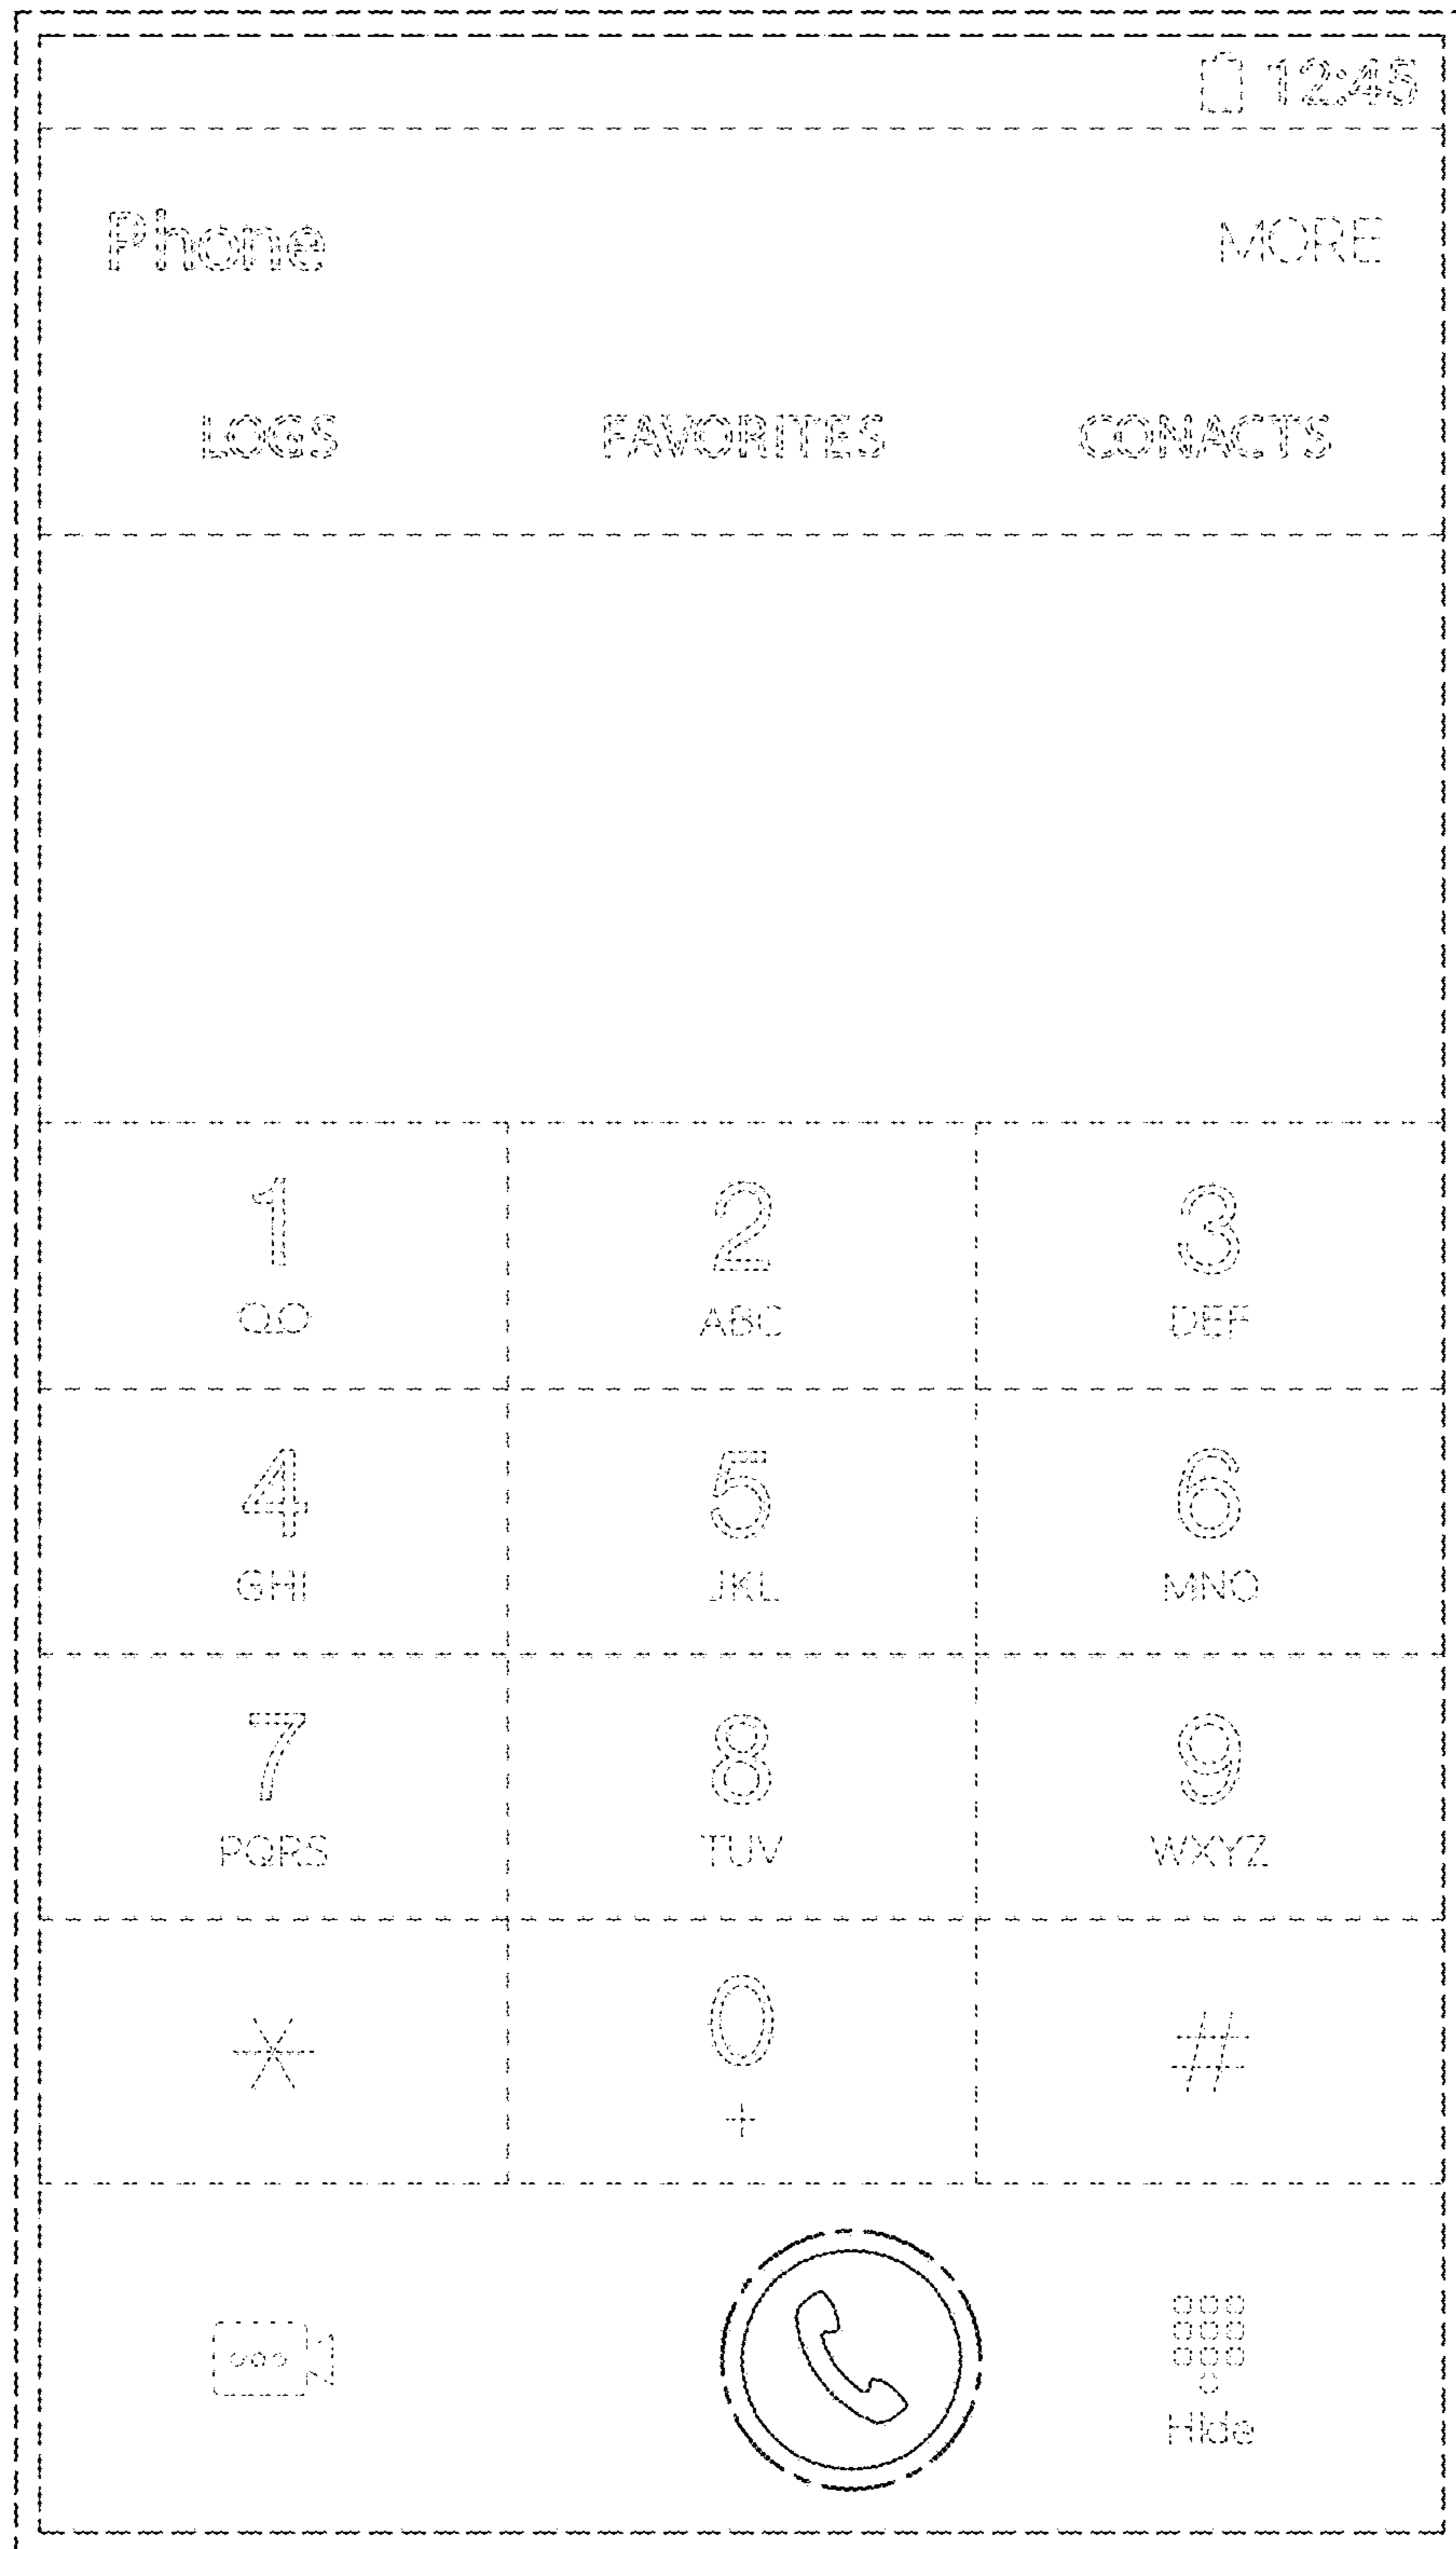 12:45
Phone MORE
LOGS FAVORITES CONACTS
1 2 3
ABC DEF
4 5 6
GHI JKL MNO
7 8 9
PQRS TUV WXYZ
* 0 #
+
Hide